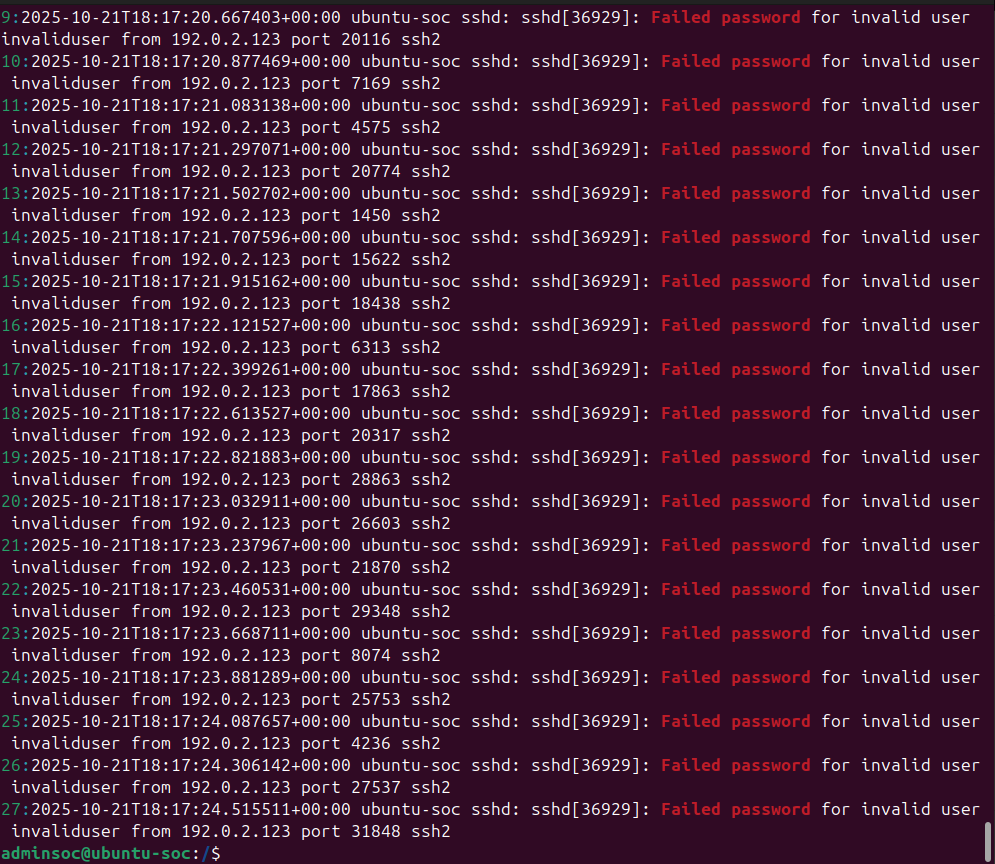 9:2025-10-21T18:17:20.667403+00:00 ubuntu-soc sshd: sshd[36929]: Failed password for invalid user
invaliduser from 192.0.2.123 port 20116 ssh2
10:2025-10-21T18:17:20.877469+00:00 ubuntu-soc sshd: sshd[36929]: Failed password for invalid user
invaliduser from 192.0.2.123 port 7169 ssh2
11:2025-10-21T18:17:21.083138+00:00 ubuntu-soc sshd: sshd[36929]: Failed password for invalid user
invaliduser from 192.0.2.123 port 4575 ssh2
12:2025-10-21T18:17:21.297071+00:00 ubuntu-soc sshd: sshd[36929]: Failed password for invalid user
invaliduser from 192.0.2.123 port 20774 ssh2
13:2025-10-21T18:17:21.502702+00:00 ubuntu-soc sshd: sshd[36929]: Failed password for invalid user
invaliduser from 192.0.2.123 port 1450 ssh2
14:2025-10-21T18:17:21.707596+00:00 ubuntu-soc sshd: sshd[36929]: Failed password for invalid user
invaliduser from 192.0.2.123 port 15622 ssh2
15:2025-10-21T18:17:21.915162+00:00 ubuntu-soc sshd: sshd[36929]: Failed password for invalid user
invaliduser from 192.0.2.123 port 18438 ssh2
16:2025-10-21T18:17:22.121527+00:00 ubuntu-soc sshd: sshd[36929]: Failed password for invalid user
invaliduser from 192.0.2.123 port 6313 ssh2
17:2025-10-21T18:17:22.399261+00:00 ubuntu-soc sshd: sshd[36929]: Failed password for invalid user
invaliduser from 192.0.2.123 port 17863 ssh2
18:2025-10-21T18:17:22.613527+00:00 ubuntu-soc sshd: sshd[36929]: Failed password for invalid user
invaliduser from 192.0.2.123 port 20317 ssh2
19:2025-10-21T18:17:22.821883+00:00 ubuntu-soc sshd: sshd[36929]: Failed password for invalid user
invaliduser from 192.0.2.123 port 28863 ssh2
20:2025-10-21T18:17:23.032911+00:00 ubuntu-soc sshd: sshd[36929]: Failed password for invalid user
invaliduser from 192.0.2.123 port 26603 ssh2
21:2025-10-21T18:17:23.237967+00:00 ubuntu-soc sshd: sshd[36929]: Failed password for invalid user
invaliduser from 192.0.2.123 port 21870 ssh2
22:2025-10-21T18:17:23.460531+00:00 ubuntu-soc sshd: sshd[36929]: Failed password for invalid user
invaliduser from 192.0.2.123 port 29348 ssh2
23:2025-10-21T18:17:23.668711+00:00 ubuntu-soc sshd: sshd[36929]: Failed password for invalid user
invaliduser from 192.0.2.123 port 8074 ssh2
24:2025-10-21T18:17:23.881289+00:00 ubuntu-soc sshd: sshd[36929]: Failed password for invalid user
invaliduser from 192.0.2.123 port 25753 ssh2
25:2025-10-21T18:17:24.087657+00:00 ubuntu-soc sshd: sshd[36929]: Failed password for invalid user
invaliduser from 192.0.2.123 port 4236 ssh2
26:2025-10-21T18:17:24.306142+00:00 ubuntu-soc sshd: sshd[36929]: Failed password for invalid user
invaliduser from 192.0.2.123 port 27537 ssh2
27:2025-10-21T18:17:24.515511+00:00 ubuntu-soc sshd: sshd[36929]: Failed password for invalid user
invaliduser from 192.0.2.123 port 31848 ssh2
adminsoc@ubuntu-soc:/$